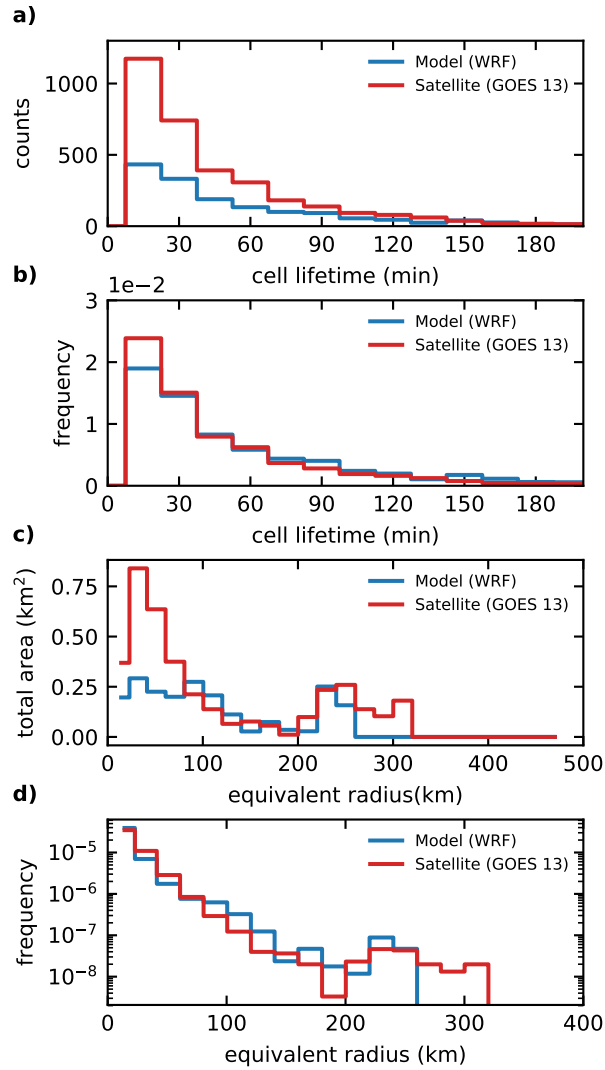 a)
1000
500
0
counts
Model (WRF)
Satellite (GOES 13)
0 30 60 90 120 150 180
cell lifetime (min)
b)
1e−2
3
2
1
0
frequency
Model (WRF)
Satellite (GOES 13)
0 30 60 90 120 150 180
cell lifetime (min)
c)
0.75
0.50
0.25
0.00
total area (km²)
Model (WRF)
Satellite (GOES 13)
0 100 200 300 400 500
equivalent radius(km)
d)
10⁻⁵
10⁻⁶
10⁻⁷
10⁻⁸
frequency
Model (WRF)
Satellite (GOES 13)
0 100 200 300 400
equivalent radius (km)